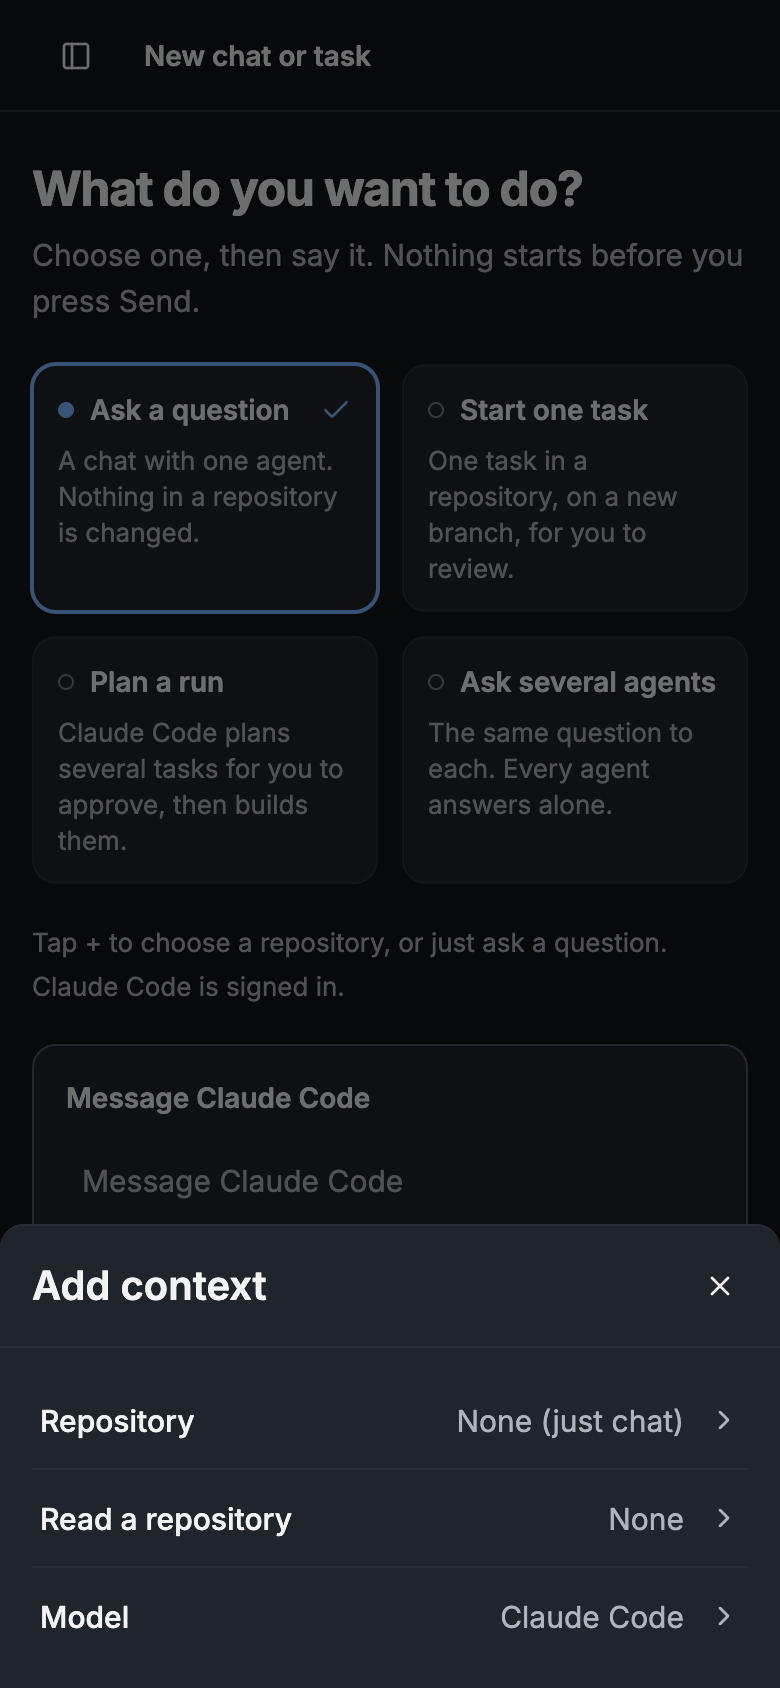 New chat or task
What do you want to do?
Choose one, then say it. Nothing starts before you
press Send.
Ask a question
A chat with one agent.
Nothing in a repository
is changed.
Start one task
One task in a
repository, on a new
branch, for you to
review.
Plan a run
Claude Code plans
several tasks for you to
approve, then builds
them.
Ask several agents
The same question to
each. Every agent
answers alone.
Tap + to choose a repository, or just ask a question.
Claude Code is signed in.
Message Claude Code
Message Claude Code
Add context
Repository None (just chat)
Read a repository None
Model Claude Code